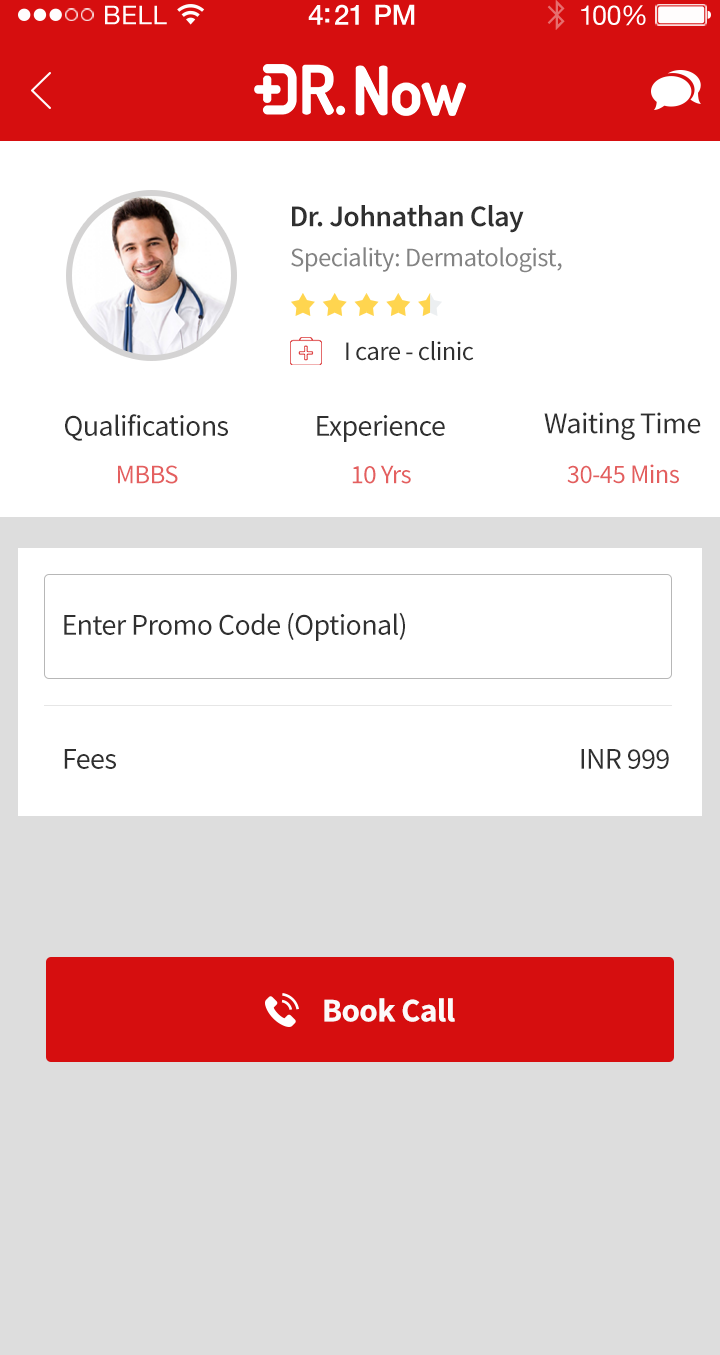 BELL 4:21 PM 100%
DR. Now
Dr. Johnathan Clay
Speciality: Dermatologist,
I care - clinic
Qualifications Experience Waiting Time
MBBS 10 Yrs 30-45 Mins
Enter Promo Code (Optional)
Fees INR 999
Book Call